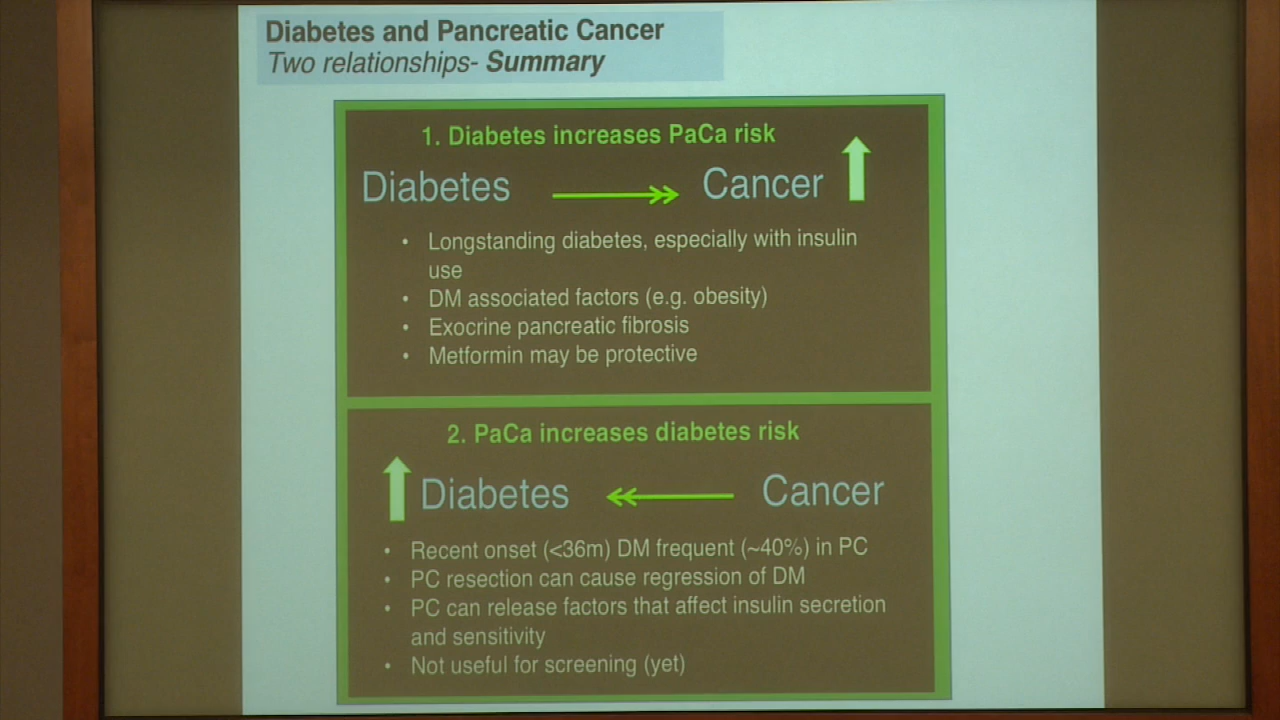 Diabetes and Pancreatic Cancer
Two relationships- Summary
1. Diabetes increases PaCa risk
Diabetes
Cancer
• Longstanding diabetes, especially with insulin
use
• DM associated factors (e.g. obesity)
• Exocrine pancreatic fibrosis
• Metformin may be protective
2. PaCa increases diabetes risk
Diabetes
Cancer
• Recent onset (<36m) DM frequent (~40%) in PC
• PC resection can cause regression of DM
• PC can release factors that affect insulin secretion
and sensitivity
• Not useful for screening (yet)